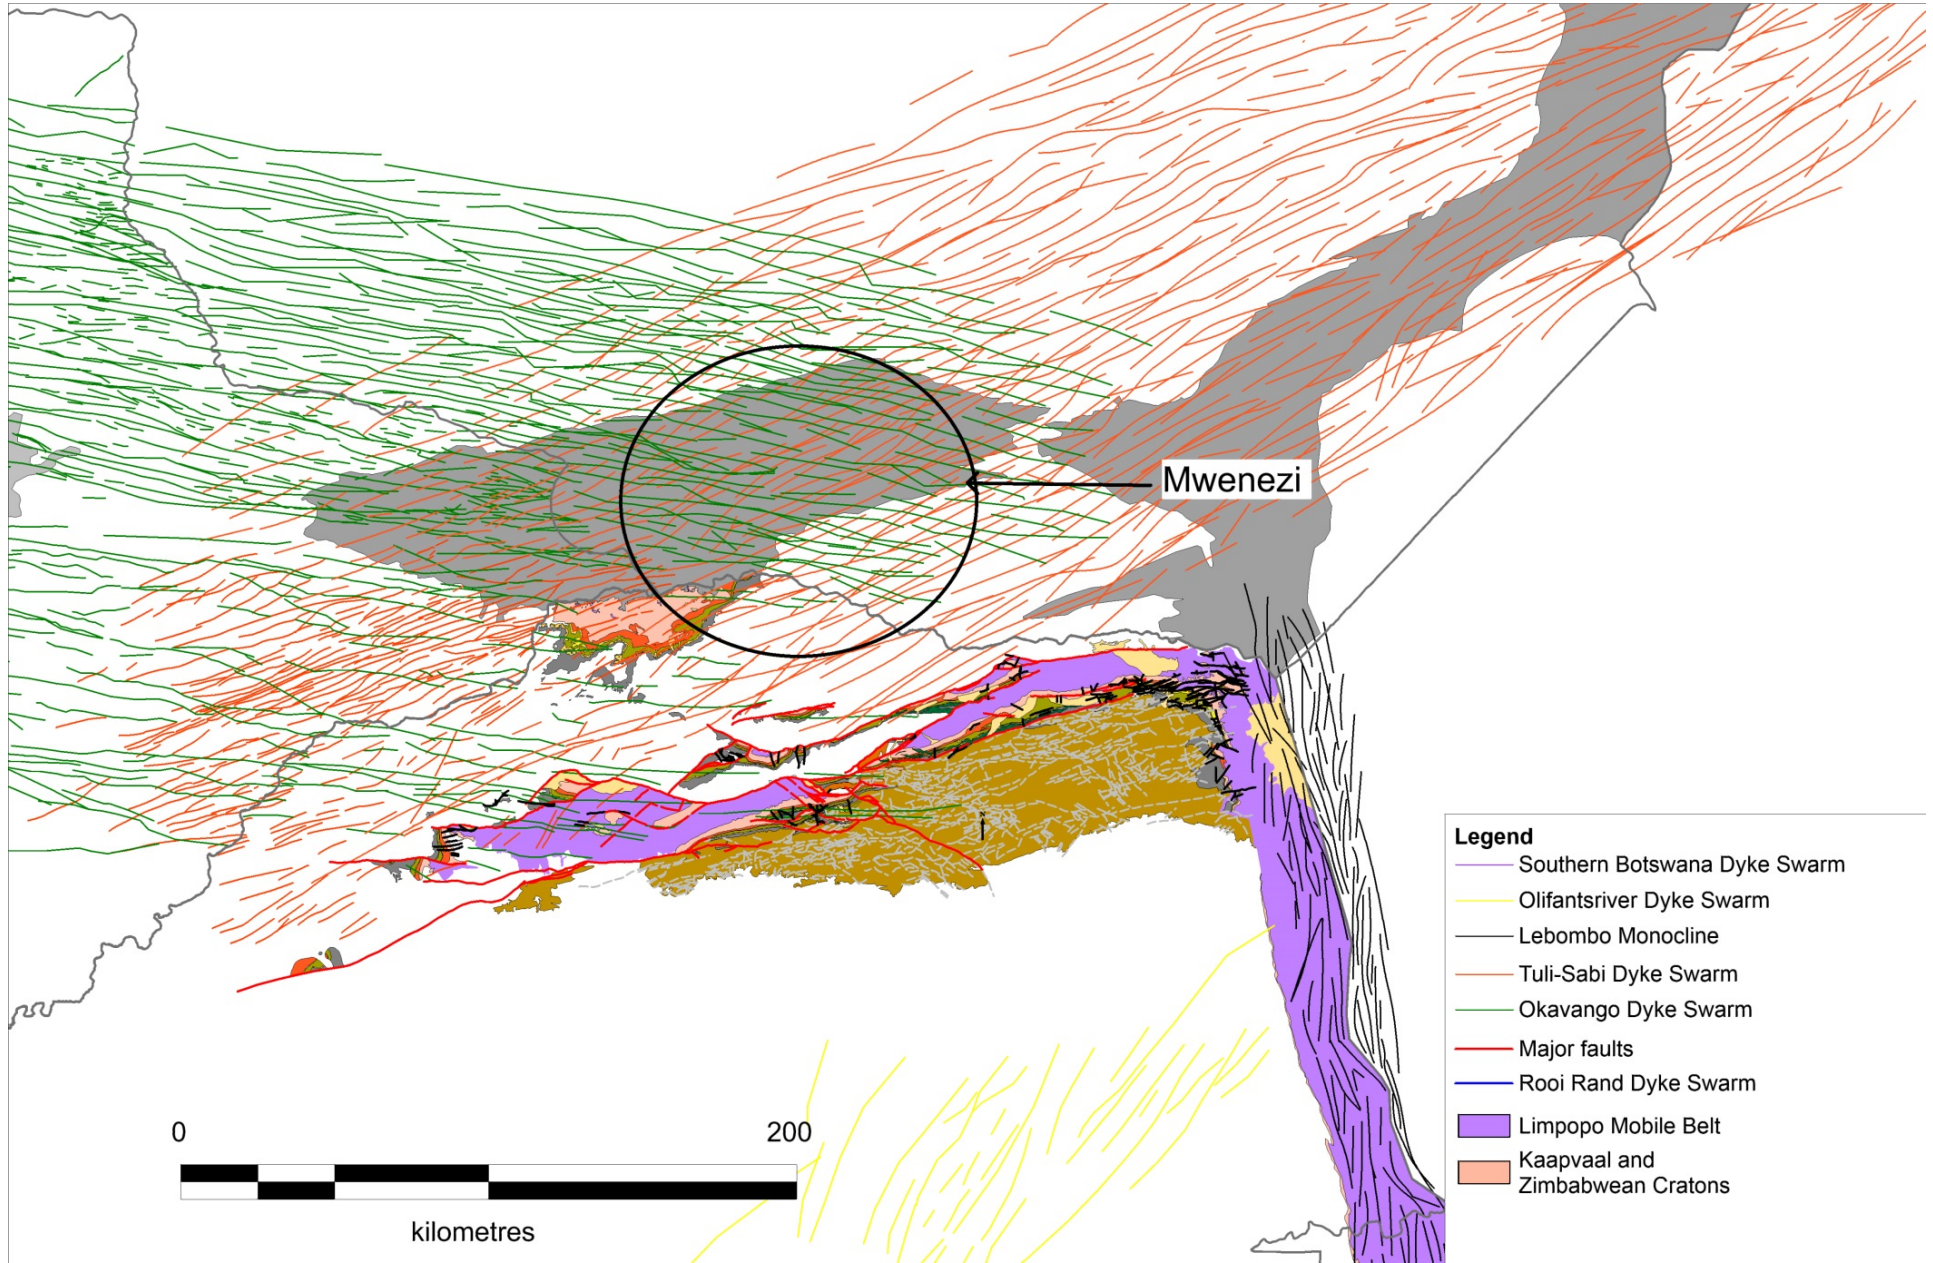 Mwenezi
N
Legend
Southern Botswana Dyke Swarm
Olifantsriver Dyke Swarm
Lebombo Monocline
Tuli-Sabi Dyke Swarm
Okavango Dyke Swarm
Major faults
Rooi Rand Dyke Swarm
Limpopo Mobile Belt
Kaapvaal and
Zimbabwean Cratons
0 200
kilometres